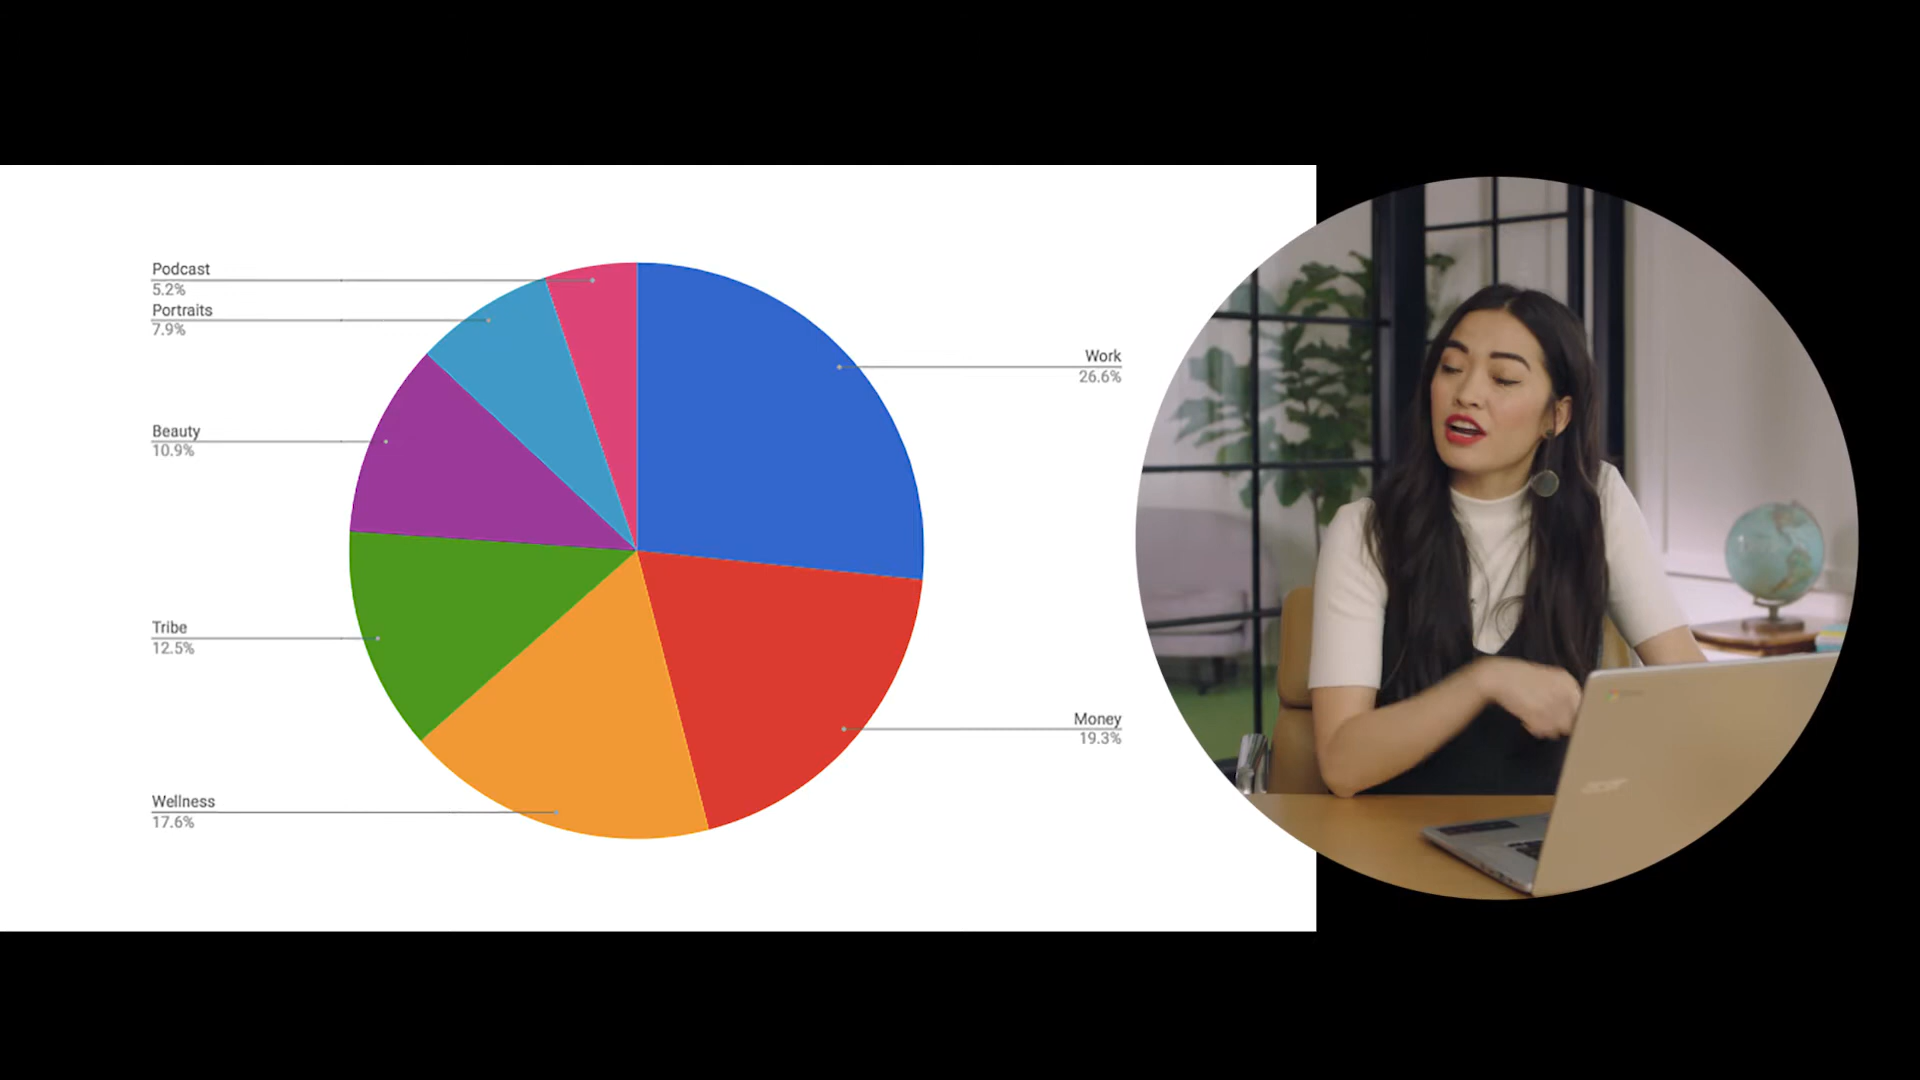 Podcast
5.2%
Portraits
7.9%
Beauty
10.9%
Tribe
12.5%
Wellness
17.6%
Work
26.6%
Money
19.3%
acer